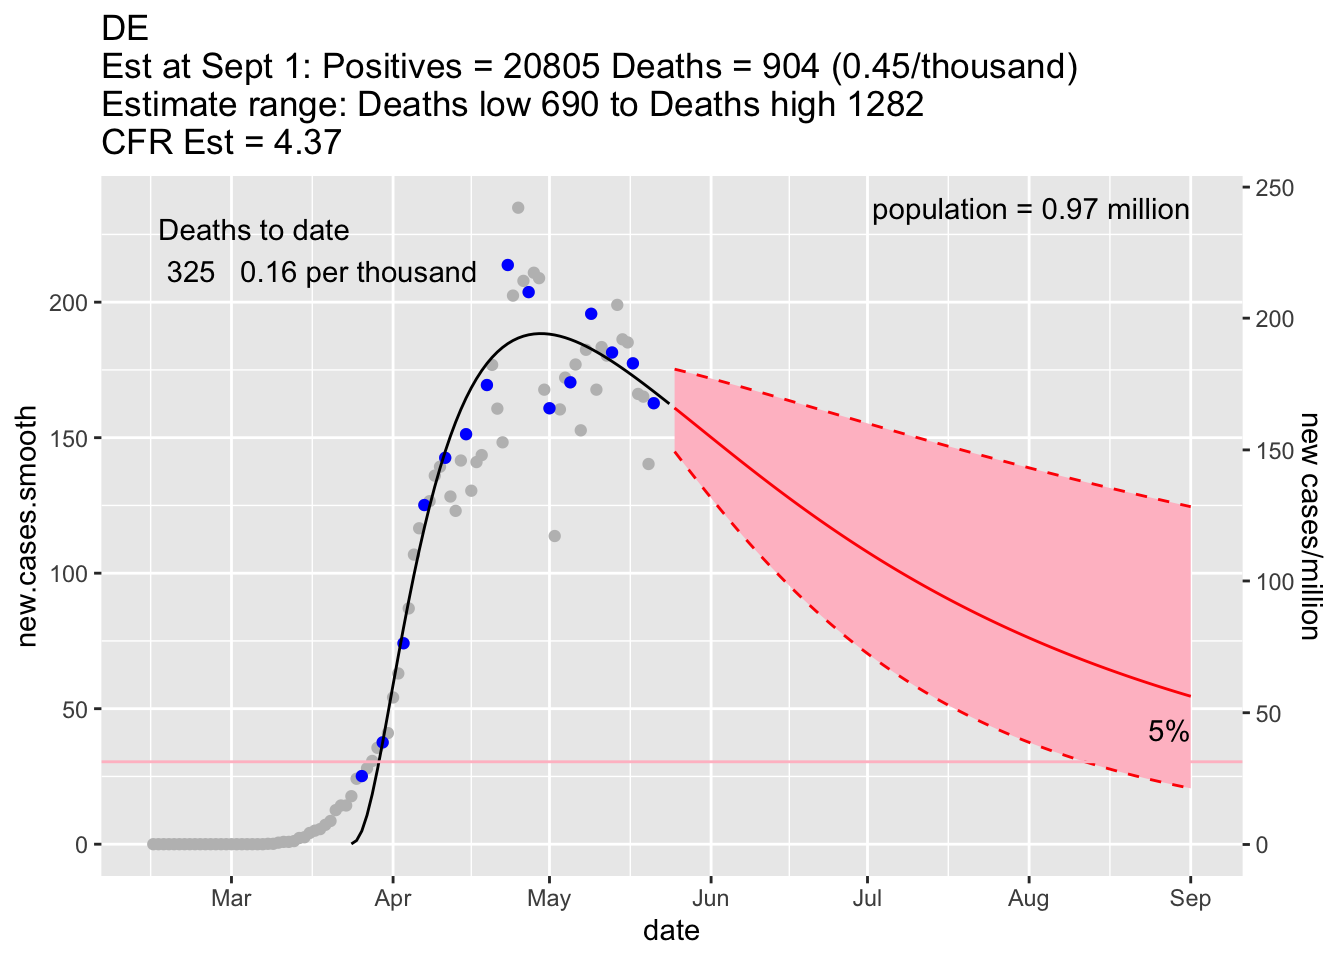 DE
Est at Sept 1: Positives = 20805 Deaths = 904 (0.45/thousand)
Estimate range: Deaths low 690 to Deaths high 1282
CFR Est = 4.37
Deaths to date
325 0.16 per thousand
population = 0.97 million
5%
new.cases.smooth
200
150
100
50
0
250
200
150
100
50
0
new cases/million
Mar Apr May Jun Jul Aug Sep
date